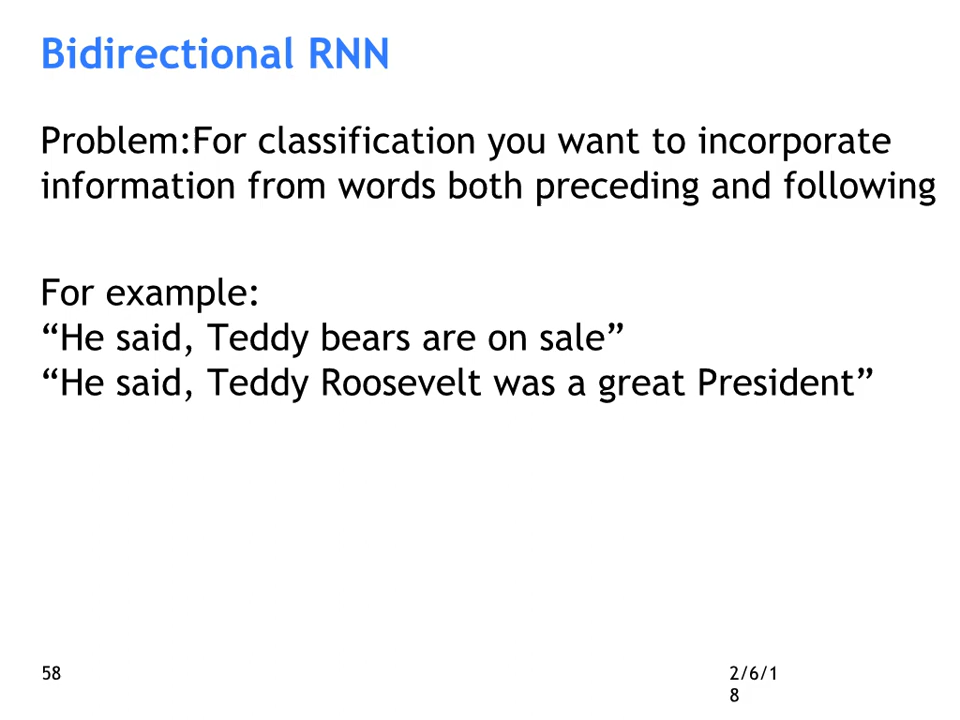 Bidirectional RNN
Problem:For classification you want to incorporate
information from words both preceding and following
For example:
“He said, Teddy bears are on sale”
“He said, Teddy Roosevelt was a great President”
58
2/6/1
8